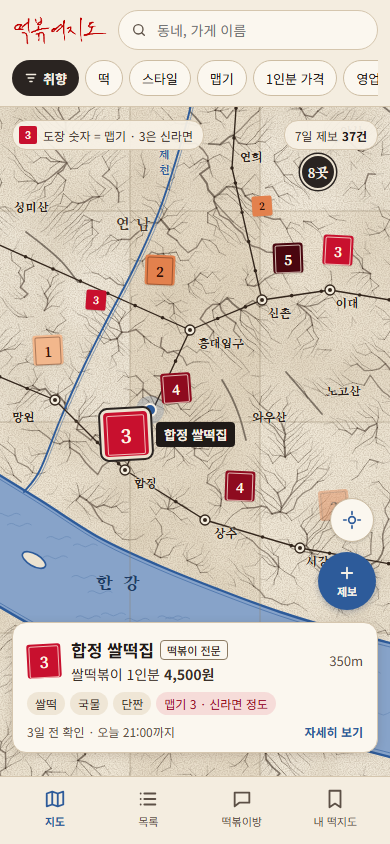 떡볶여지도
동네, 가게 이름
취향 떡 스타일 맵기 1인분 가격 영업
3 도장 숫자 = 맵기 · 3은 신라면
7일 제보 37건
제천
연희
8곳
성미산
2
연남
5
3
2
3
신촌
이대
홍대입구
1
4
노고산
망원
와우산
3
합정 쌀떡집
합정
4
상수
서강
제보
한 강
3
합정 쌀떡집 떡볶이 전문
쌀떡볶이 1인분 4,500원
350m
쌀떡 국물 단짠 맵기 3 · 신라면 정도
3일 전 확인 · 오늘 21:00까지
자세히 보기
지도 목록 떡볶이방 내 떡지도